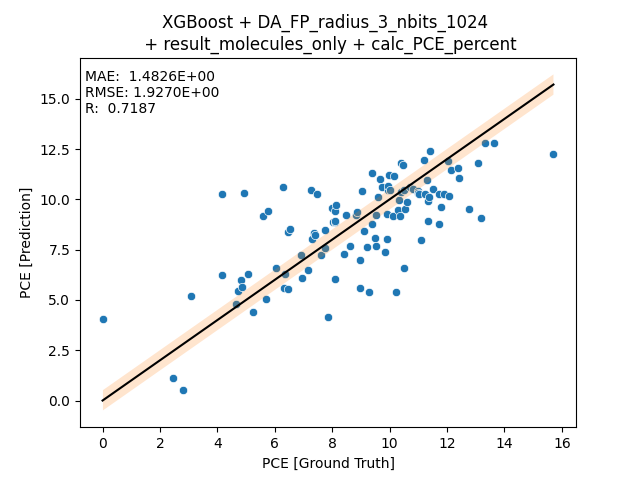 XGBoost + DA_FP_radius_3_nbits_1024
+ result_molecules_only + calc_PCE_percent
MAE:  1.4826E+00
RMSE: 1.9270E+00
R:  0.7187
15.0
12.5
10.0
7.5
5.0
2.5
0.0
PCE [Prediction]
0 2 4 6 8 10 12 14 16
PCE [Ground Truth]